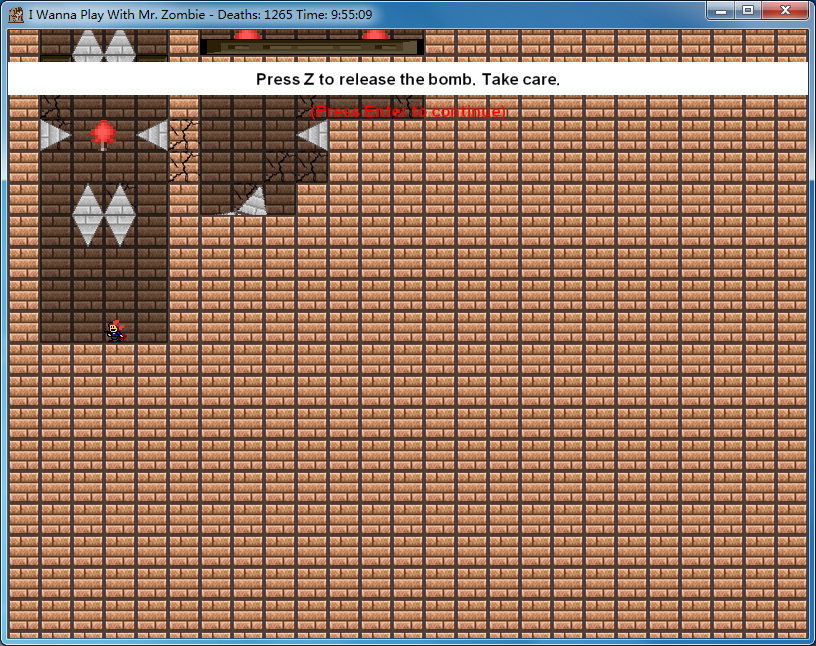 I Wanna Play With Mr. Zombie - Deaths: 1265 Time: 9:55:09
Press Z to release the bomb. Take care.
(Press Enter to continue)